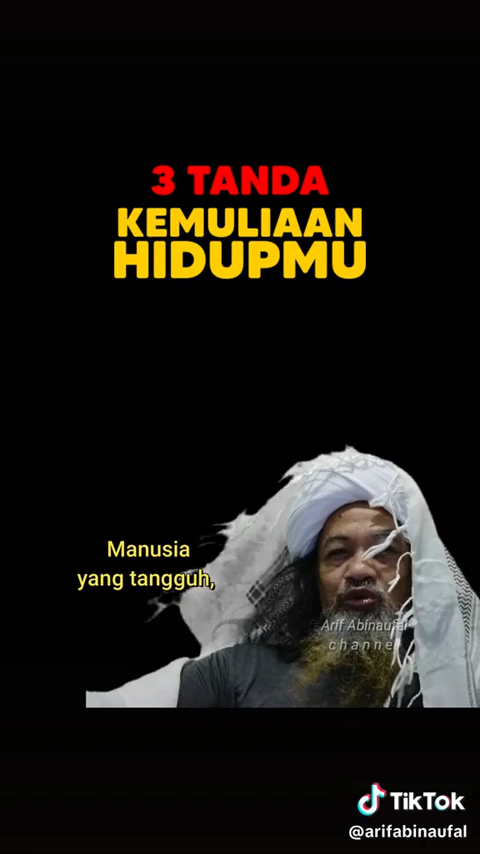 3 TANDA
KEMULIAAN
HIDUPMU
Manusia
yang tangguh,
Arif Abinaufal
channel
TikTok
@arifabinaufal